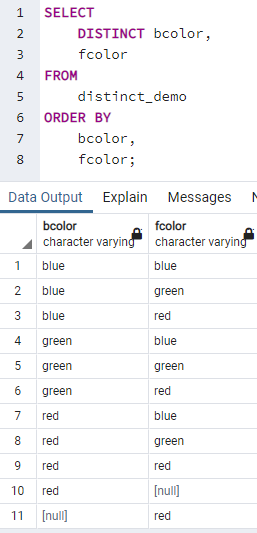 1 SELECT
2 DISTINCT bcolor,
3 fcolor
4 FROM
5 distinct_demo
6 ORDER BY
7 bcolor,
8 fcolor;
Data Output Explain Messages
bcolor fcolor
character varying character varying
1 blue blue
2 blue green
3 blue red
4 green blue
5 green green
6 green red
7 red blue
8 red green
9 red red
10 red [null]
11 [null] red